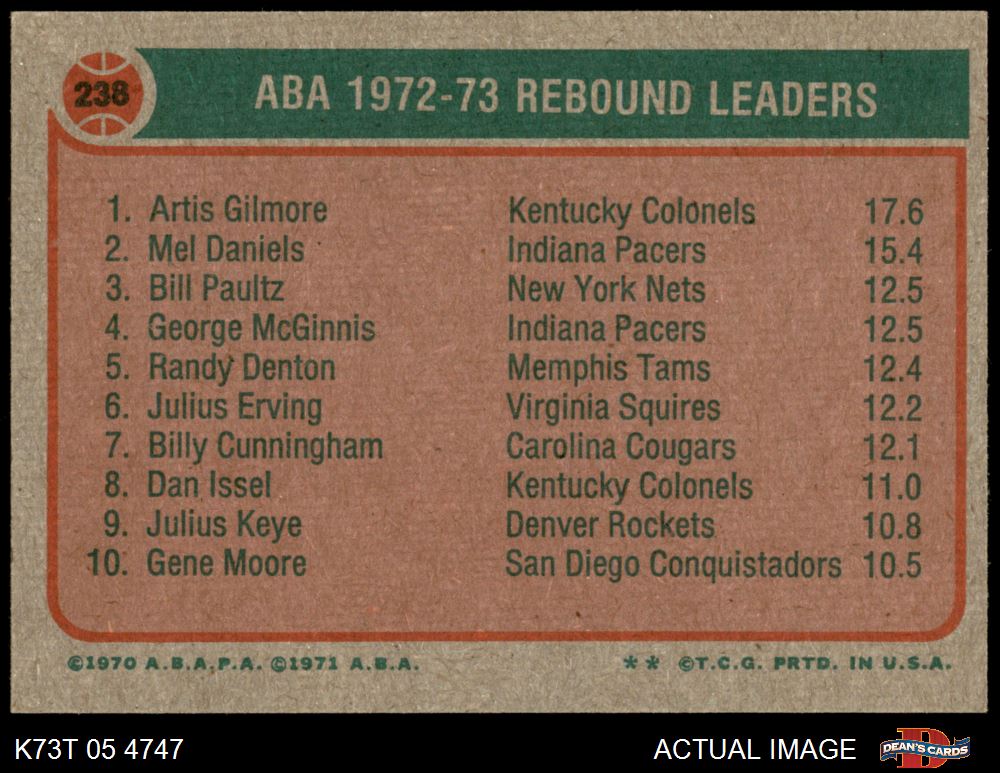 238
ABA 1972-73 REBOUND LEADERS
1. Artis Gilmore Kentucky Colonels 17.6
2. Mel Daniels Indiana Pacers 15.4
3. Bill Paultz New York Nets 12.5
4. George McGinnis Indiana Pacers 12.5
5. Randy Denton Memphis Tams 12.4
6. Julius Erving Virginia Squires 12.2
7. Billy Cunningham Carolina Cougars 12.1
8. Dan Issel Kentucky Colonels 11.0
9. Julius Keye Denver Rockets 10.8
10. Gene Moore San Diego Conquistadors 10.5
©1970 A.B.A.P.A. ©1971 A.B.A. ** ©T.C.G. PRTD. IN U.S.A.
K73T 05 4747 ACTUAL IMAGE D DEAN'S CARDS